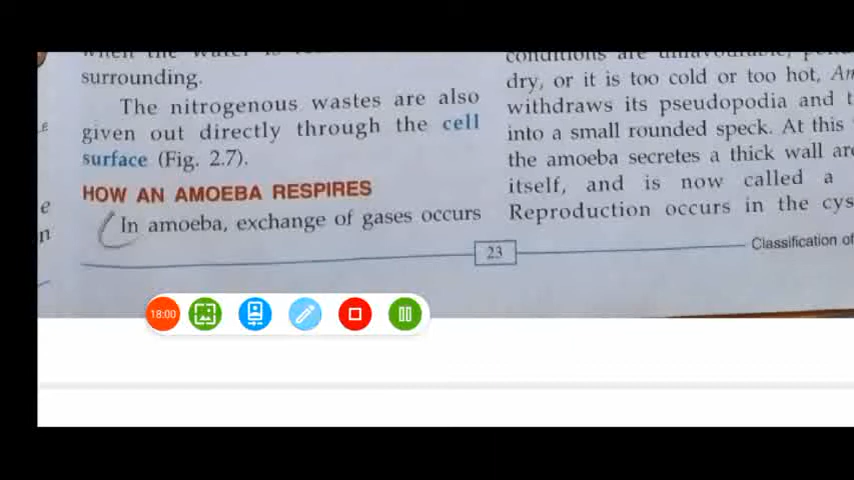 surrounding.
The nitrogenous wastes are also
given out directly through the cell
surface (Fig. 2.7).
HOW AN AMOEBA RESPIRES
In amoeba, exchange of gases occurs
dry, or it is too cold or too hot,
withdraws its pseudopodia and
into a small rounded speck. At this
the amoeba secretes a thick wall
itself, and is now called a
Reproduction occurs in the
23
Classification of
18:00